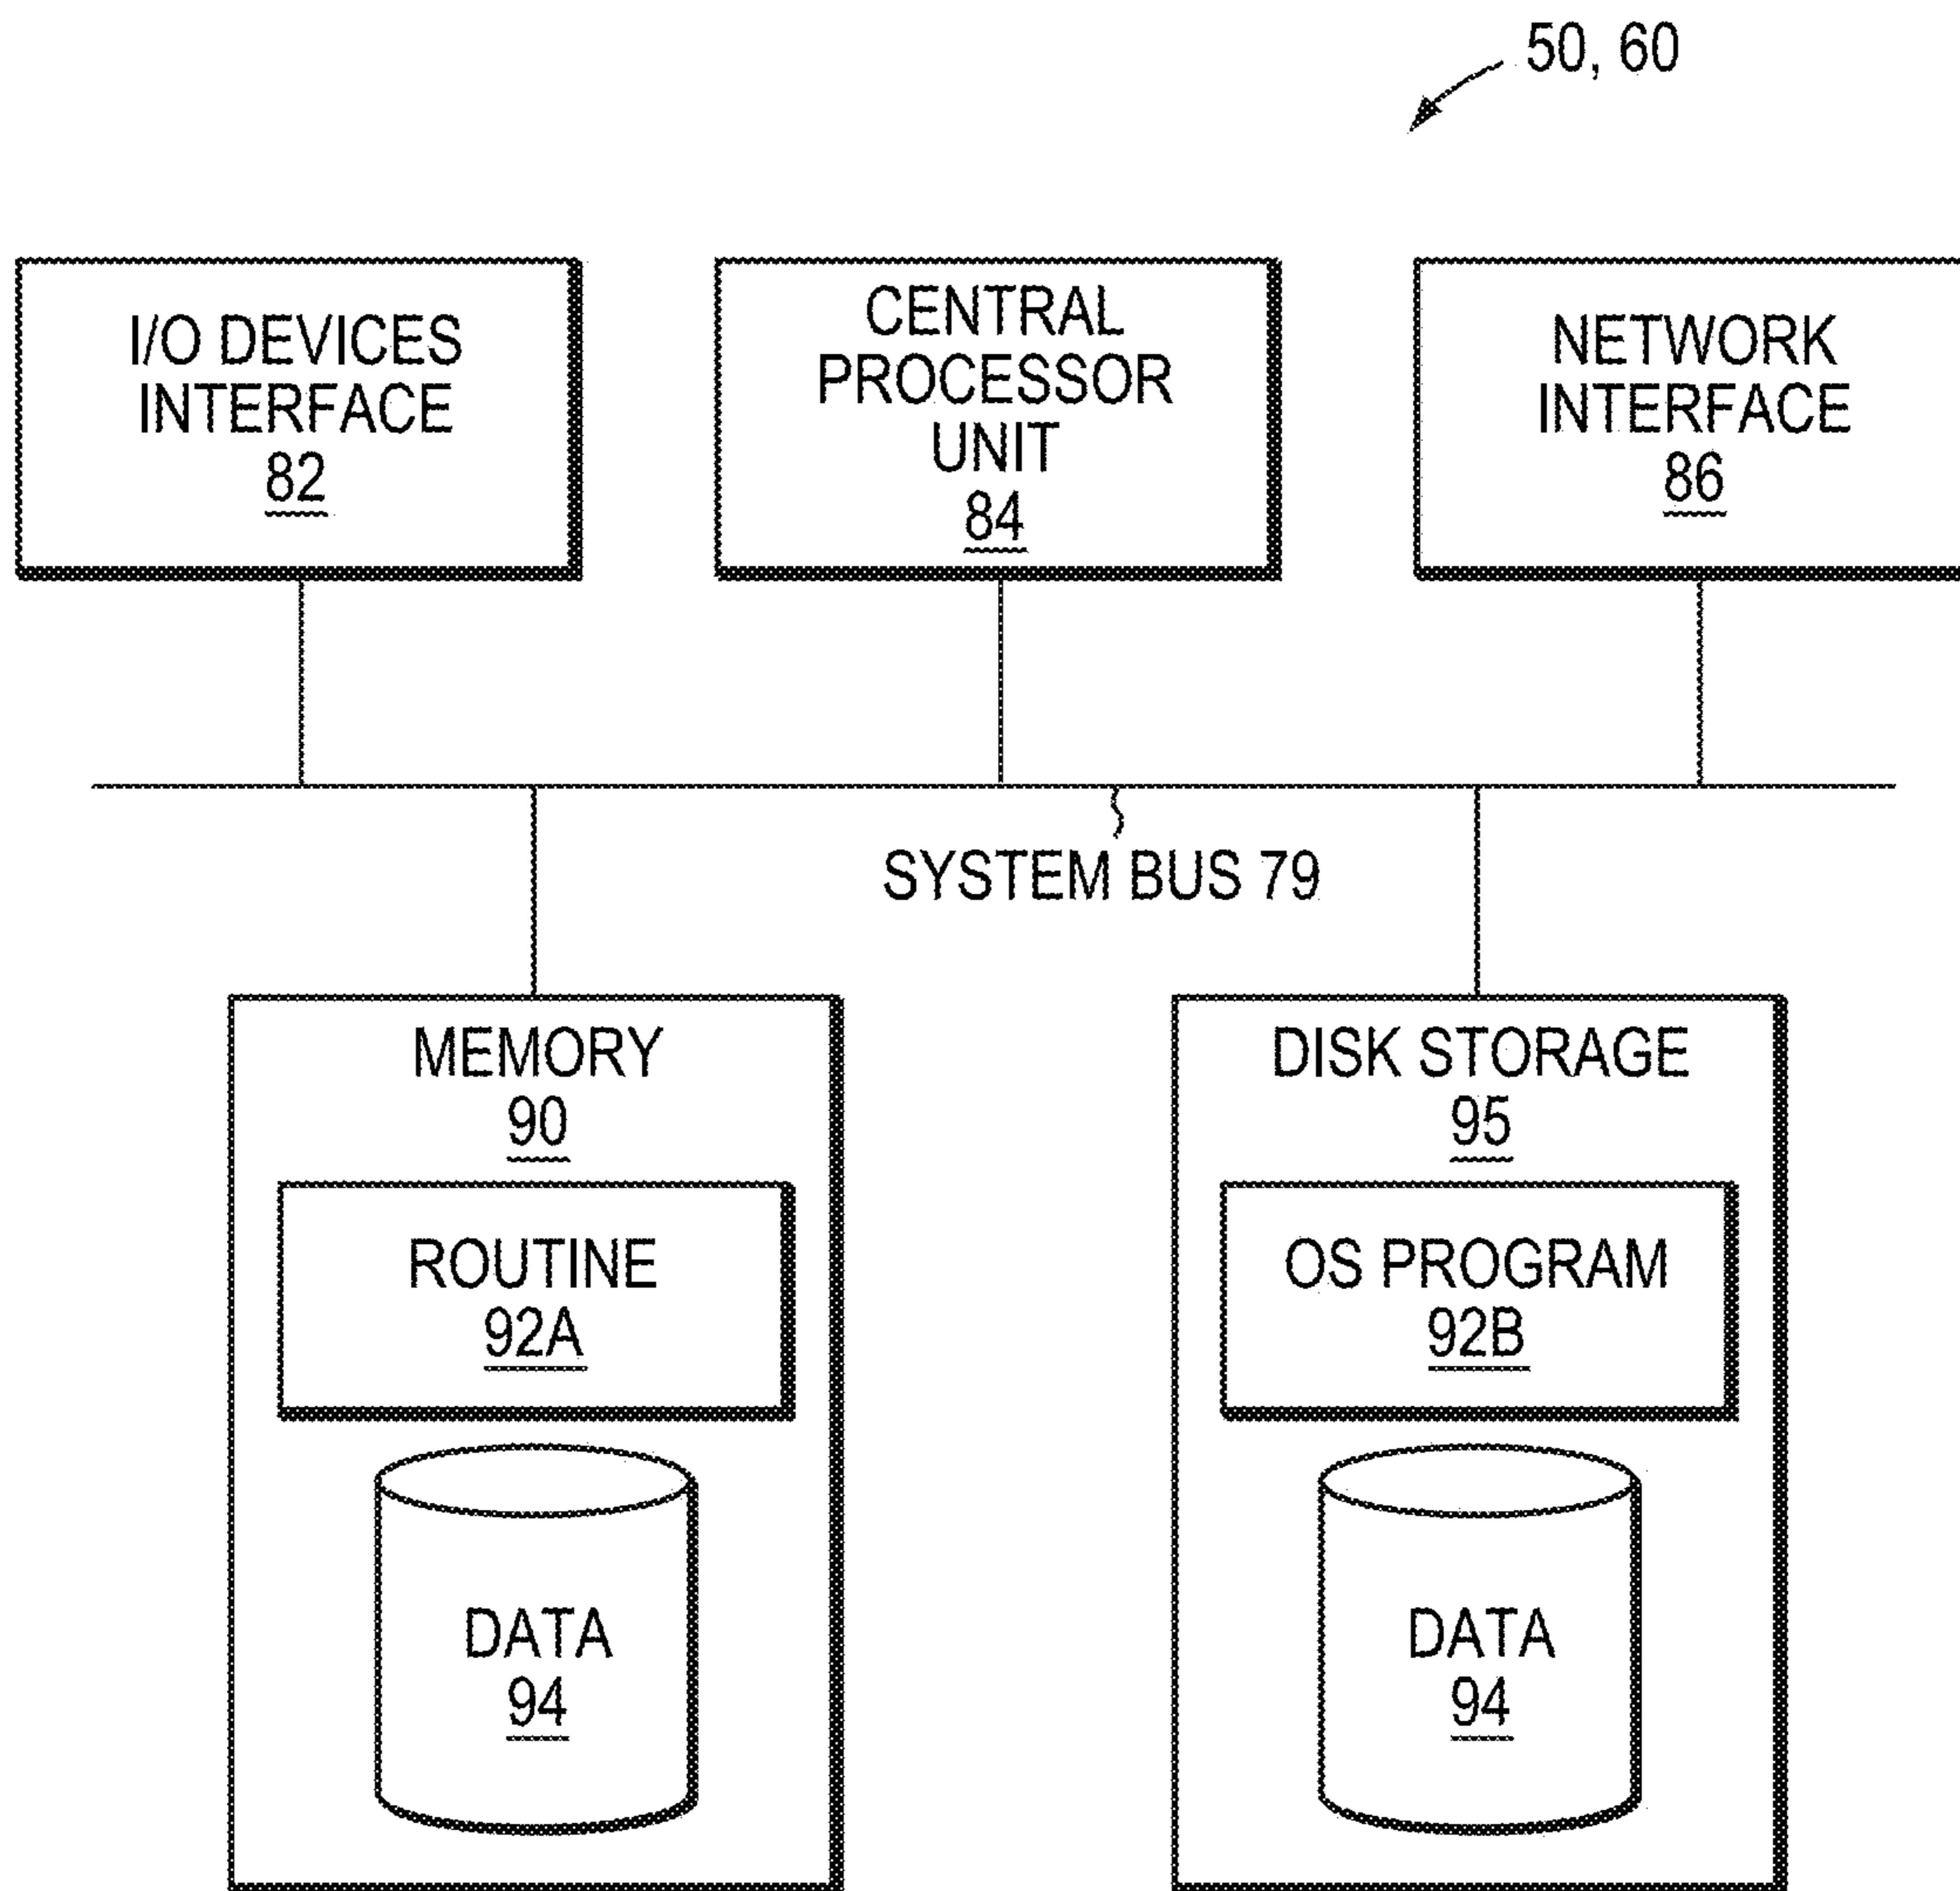 50, 60
I/O DEVICES
INTERFACE
82
CENTRAL
PROCESSOR
UNIT
84
NETWORK
INTERFACE
86
SYSTEM BUS 79
MEMORY
90
ROUTINE
92A
DATA
94
DISK STORAGE
95
OS PROGRAM
92B
DATA
94